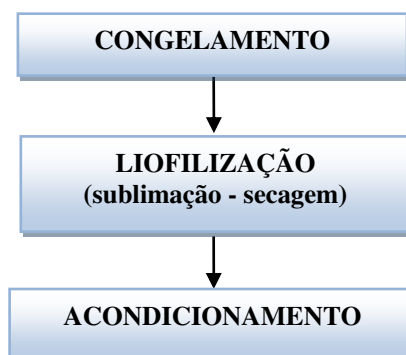 CONGELAMENTO
LIOFILIZAÇÃO
(sublimação - secagem)
ACONDICIONAMENTO